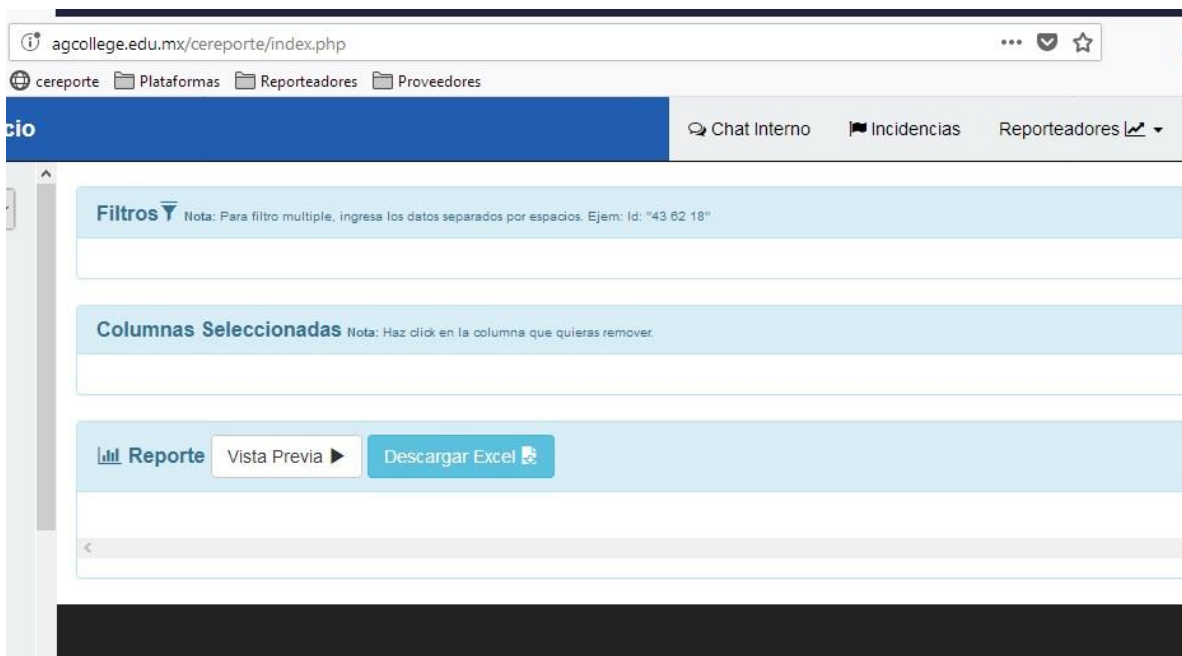 agcollege.edu.mx/cereporte/index.php
cereporte Plataformas Reporteadores Proveedores
cio Chat Interno Incidencias Reporteadores
Filtros Nota: Para filtro multiple, ingresa los datos separados por espacios. Ejem: Id: "43 62 18"
Columnas Seleccionadas Nota: Haz click en la columna que quieras remover.
Reporte Vista Previa Descargar Excel